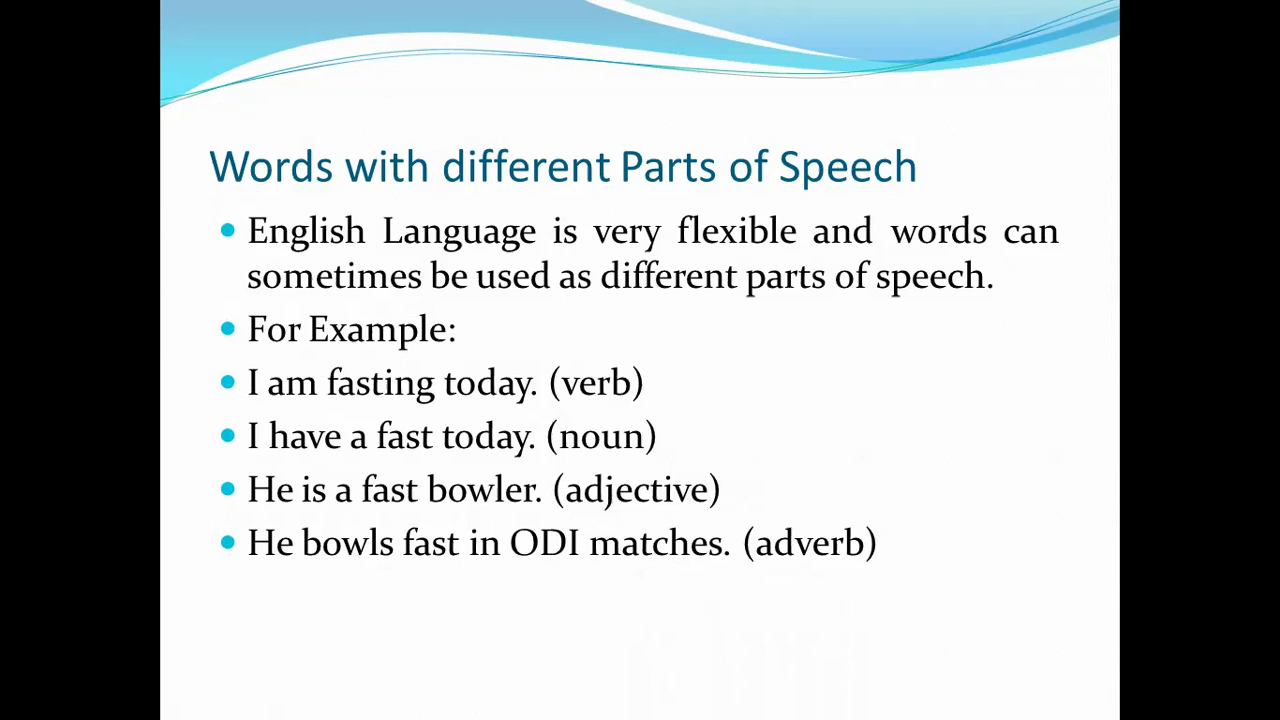 Words with different Parts of Speech
• English Language is very flexible and words can
sometimes be used as different parts of speech.
• For Example:
• I am fasting today. (verb)
• I have a fast today. (noun)
• He is a fast bowler. (adjective)
• He bowls fast in ODI matches. (adverb)